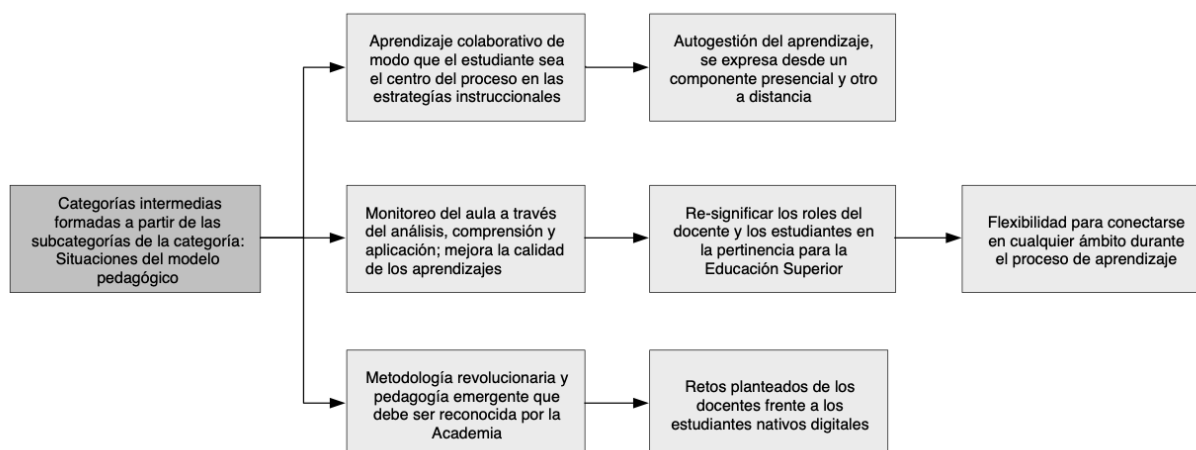 Aprendizaje colaborativo de
modo que el estudiante sea
el centro del proceso en las
estrategías instruccionales
Autogestión del aprendizaje,
se expresa desde un
componente presencial y otro
a distancia
Categorías intermedias
formadas a partir de las
subcategorías de la categoría:
Situaciones del modelo
pedagógico
Monitoreo del aula a través
del análisis, comprensión y
aplicación; mejora la calidad
de los aprendizajes
Re-significar los roles del
docente y los estudiantes en
la pertinencia para la
Educación Superior
Flexibilidad para conectarse
en cualquier ámbito durante
el proceso de aprendizaje
Metodología revolucionaria y
pedagogía emergente que
debe ser reconocida por la
Academia
Retos planteados de los
docentes frente a los
estudiantes nativos digitales